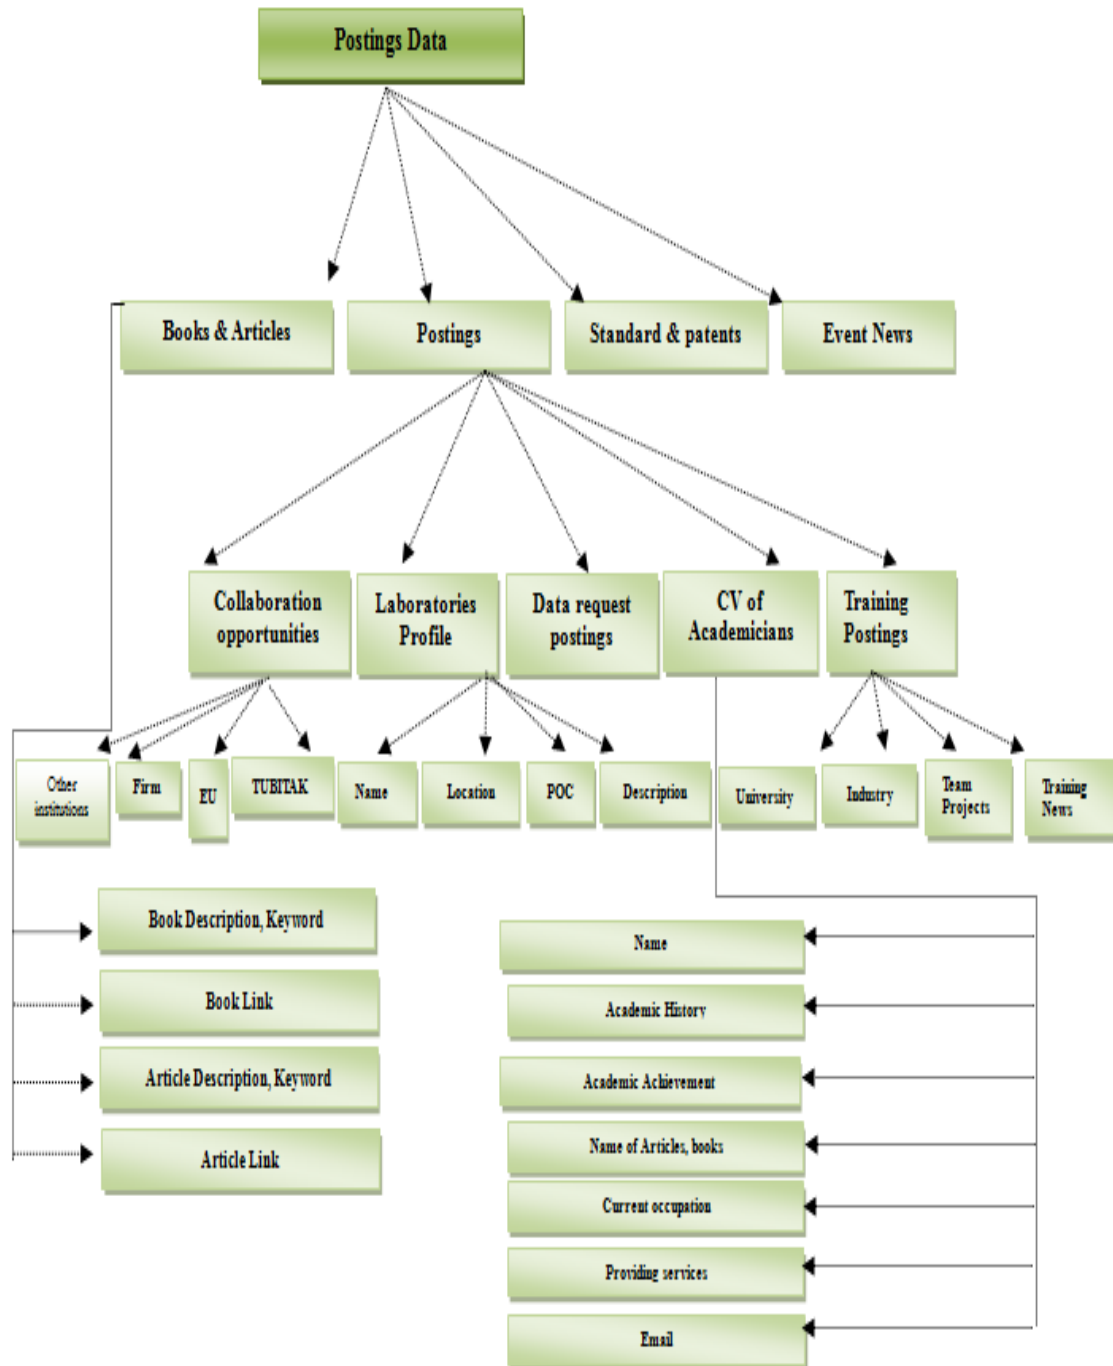 Postings Data
Books & Articles
Postings
Standard & patents
Event News
Collaboration
opportunities
Laboratories
Profile
Data request
postings
CV of
Academicians
Training
Postings
Other
institutions
Firm
EU
TUBITAK
Name
Location
POC
Description
University
Industry
Team
Projects
Training
News
Book Description, Keyword
Book Link
Article Description, Keyword
Article Link
Name
Academic History
Academic Achievement
Name of Articles, books
Current occupation
Providing services
Email